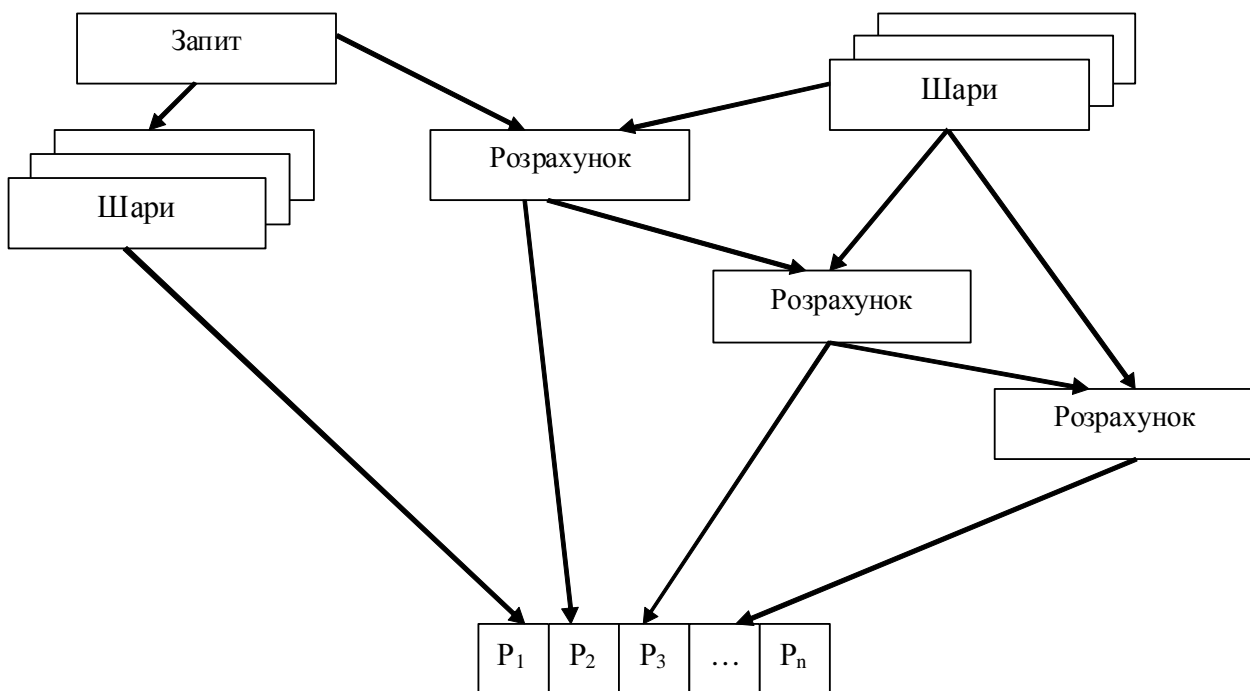 Запит
Шари
Розрахунок
Шари
Розрахунок
Розрахунок
P₁ P₂ P₃ … Pₙ